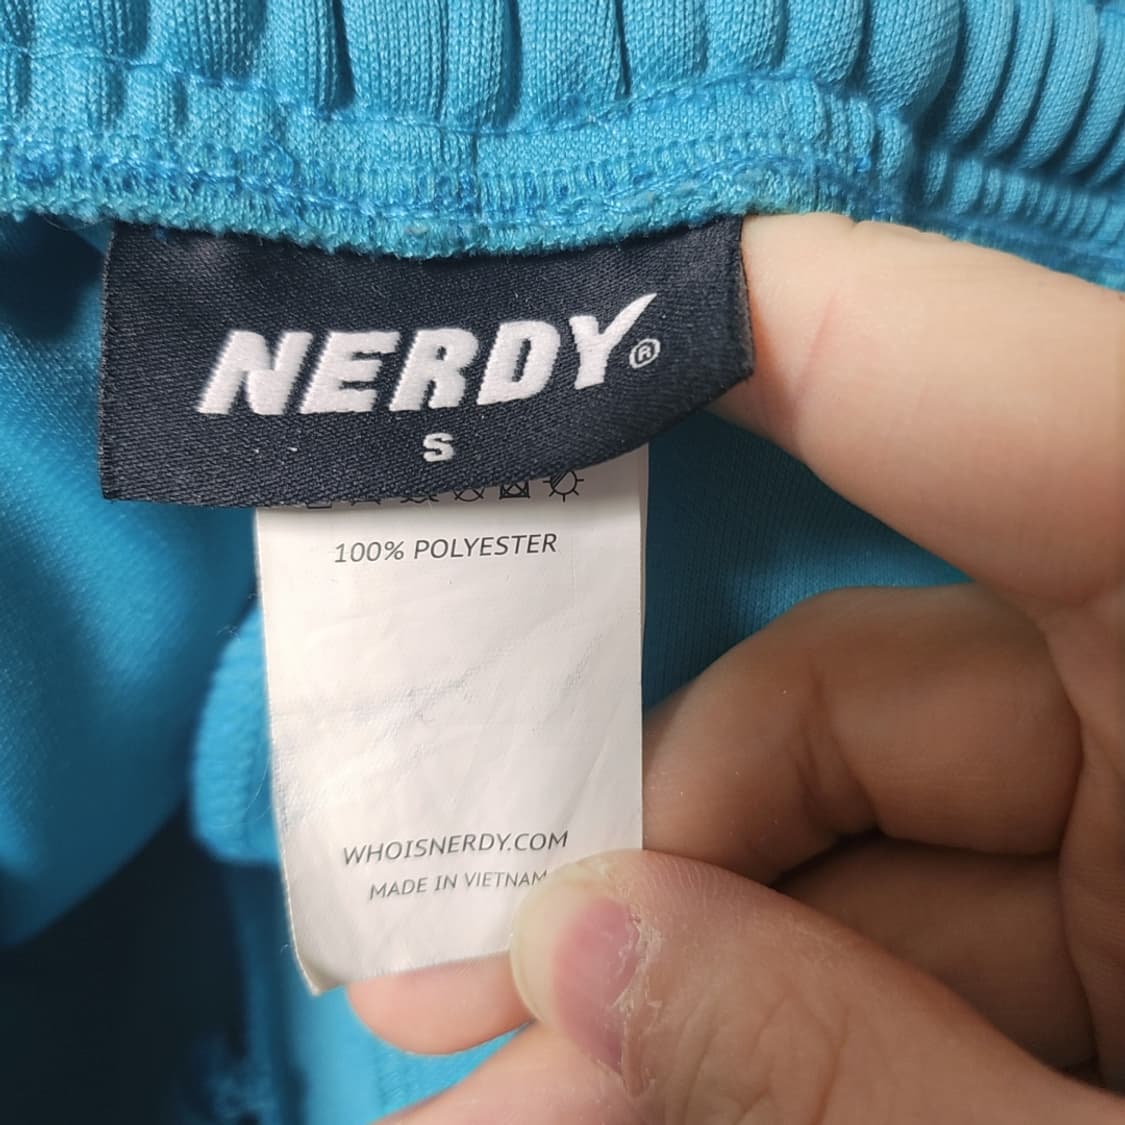 NERDY®
S
100% POLYESTER
WHOISNERDY.COM
MADE IN VIETNAM